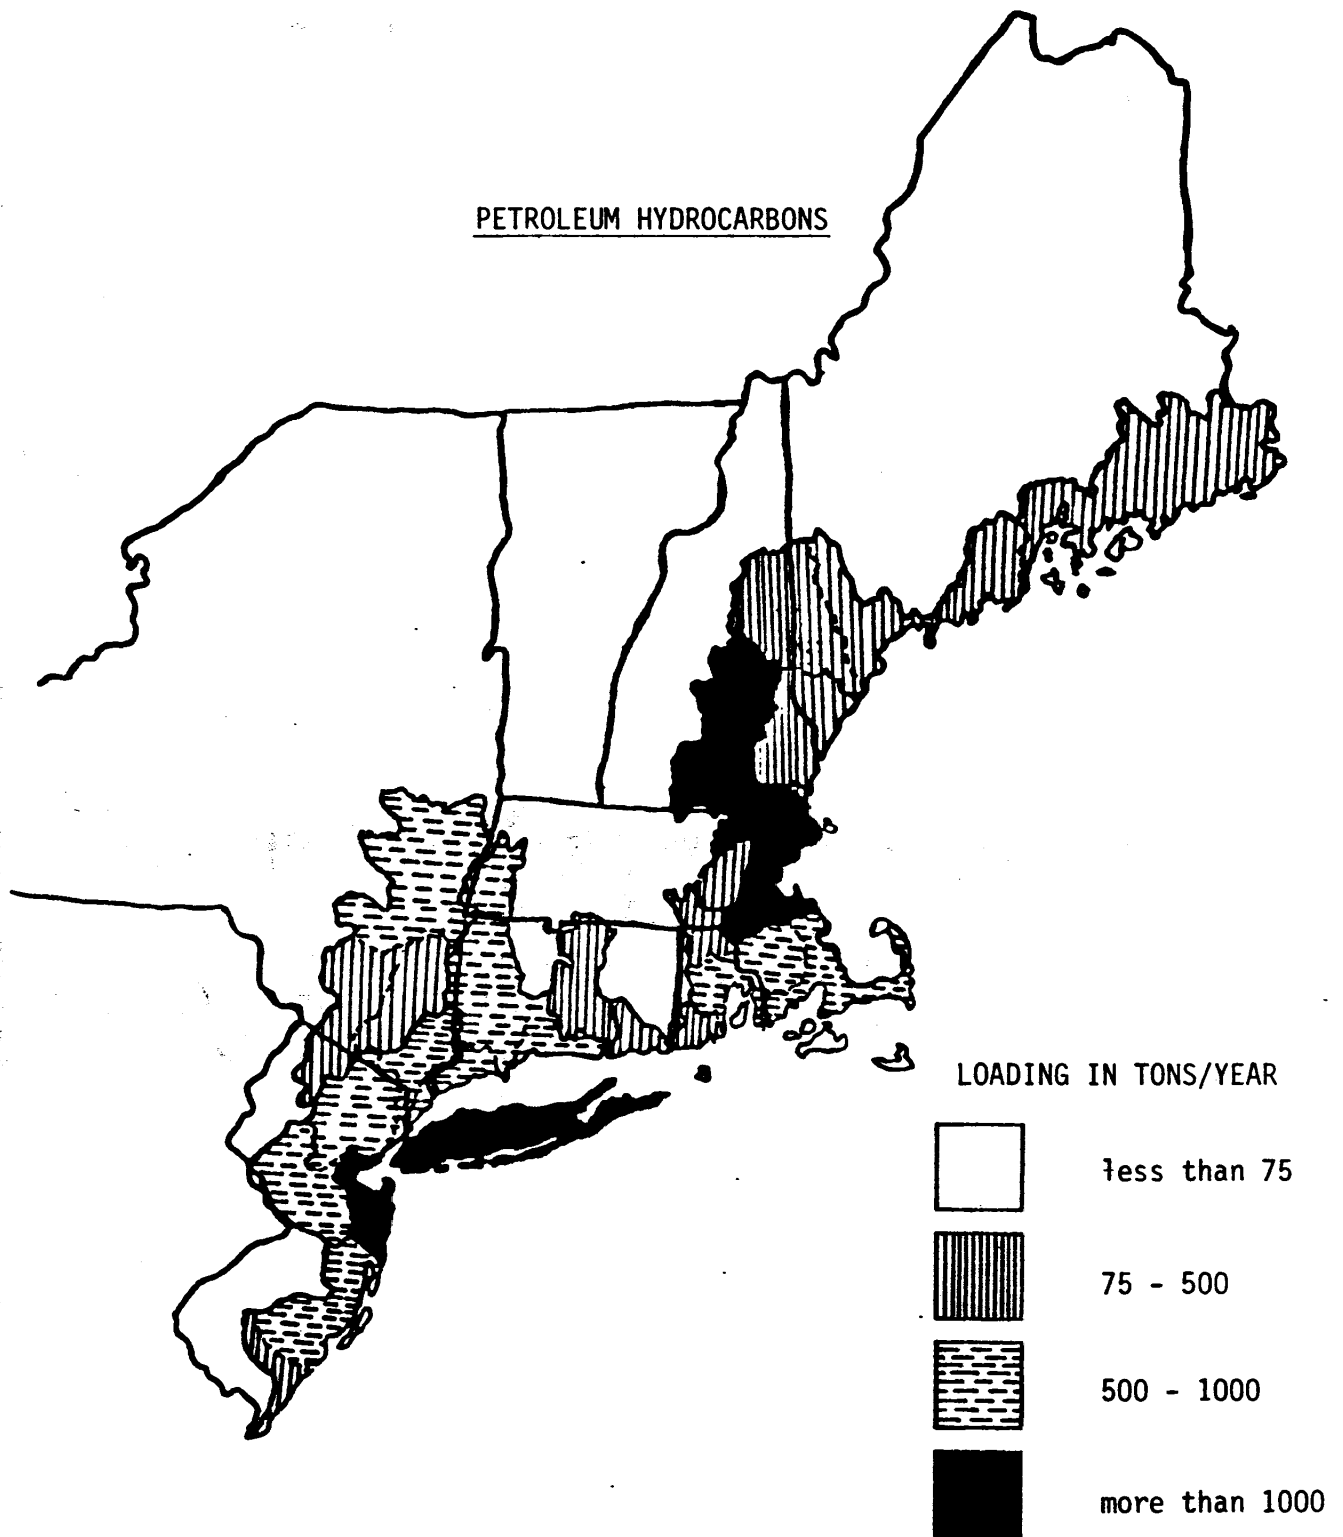 PETROLEUM HYDROCARBONS
LOADING IN TONS/YEAR
less than 75
75 - 500
500 - 1000
more than 1000